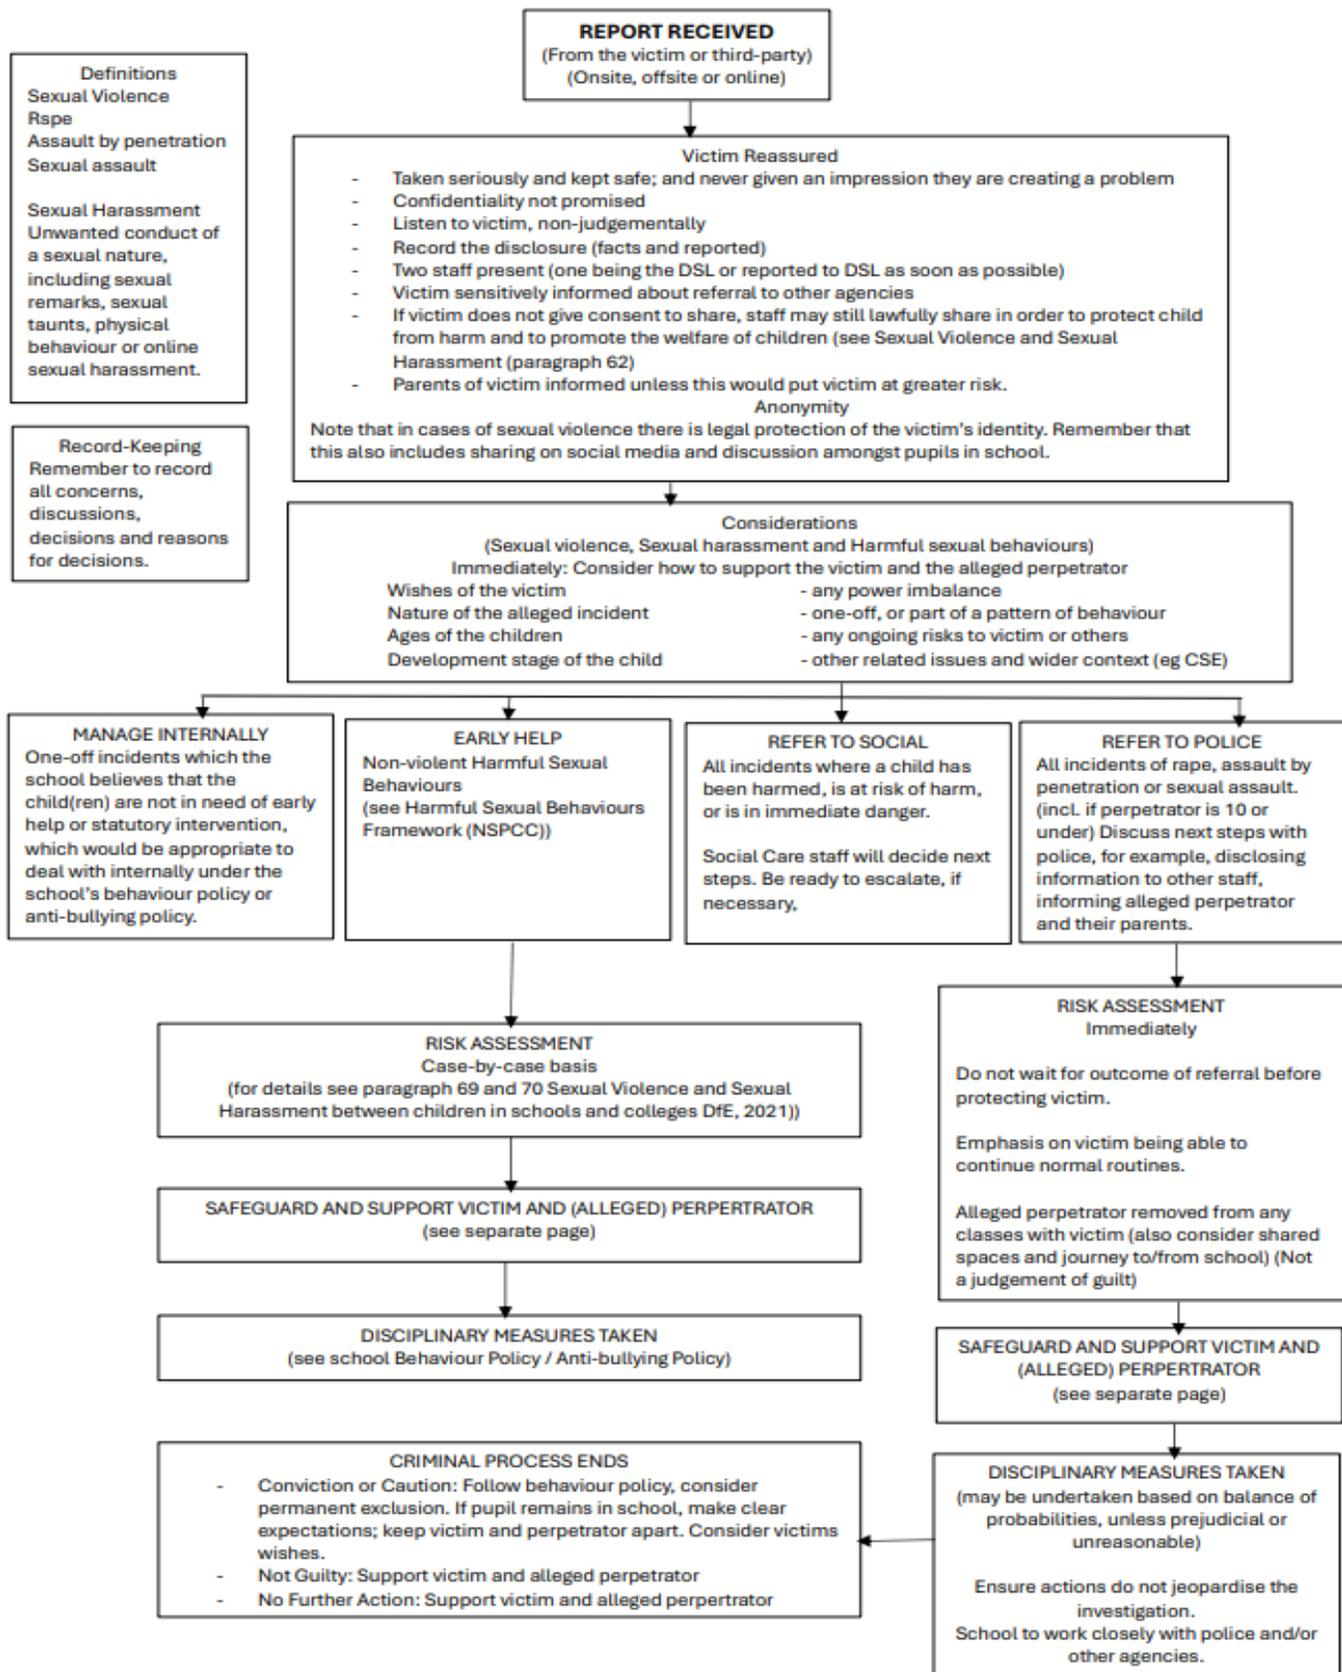 REPORT RECEIVED
(From the victim or third-party)
(Onsite, offsite or online)
Definitions
Sexual Violence
Rspe
Assault by penetration
Sexual assault
Sexual Harassment
Unwanted conduct of
a sexual nature,
including sexual
remarks, sexual
taunts, physical
behaviour or online
sexual harassment.
Record-Keeping
Remember to record
all concerns,
discussions,
decisions and reasons
for decisions.
Victim Reassured
- Taken seriously and kept safe; and never given an impression they are creating a problem
- Confidentiality not promised
- Listen to victim, non-judgementally
- Record the disclosure (facts and reported)
- Two staff present (one being the DSL or reported to DSL as soon as possible)
- Victim sensitively informed about referral to other agencies
- If victim does not give consent to share, staff may still lawfully share in order to protect child
from harm and to promote the welfare of children (see Sexual Violence and Sexual
Harassment (paragraph 62)
- Parents of victim informed unless this would put victim at greater risk.
Anonymity
Note that in cases of sexual violence there is legal protection of the victim's identity. Remember that
this also includes sharing on social media and discussion amongst pupils in school.
Considerations
(Sexual violence, Sexual harassment and Harmful sexual behaviours)
Immediately: Consider how to support the victim and the alleged perpetrator
Wishes of the victim - any power imbalance
Nature of the alleged incident - one-off, or part of a pattern of behaviour
Ages of the children - any ongoing risks to victim or others
Development stage of the child - other related issues and wider context (eg CSE)
MANAGE INTERNALLY
One-off incidents which the
school believes that the
child(ren) are not in need of early
help or statutory intervention,
which would be appropriate to
deal with internally under the
school's behaviour policy or
anti-bullying policy.
EARLY HELP
Non-violent Harmful Sexual
Behaviours
(see Harmful Sexual Behaviours
Framework (NSPCC))
REFER TO SOCIAL
All incidents where a child has
been harmed, is at risk of harm,
or is in immediate danger.
Social Care staff will decide next
steps. Be ready to escalate, if
necessary,
REFER TO POLICE
All incidents of rape, assault by
penetration or sexual assault.
(incl. if perpetrator is 10 or
under) Discuss next steps with
police, for example, disclosing
information to other staff,
informing alleged perpetrator
and their parents.
RISK ASSESSMENT
Case-by-case basis
(for details see paragraph 69 and 70 Sexual Violence and Sexual
Harassment between children in schools and colleges DfE, 2021))
SAFEGUARD AND SUPPORT VICTIM AND (ALLEGED) PERPERTRATOR
(see separate page)
DISCIPLINARY MEASURES TAKEN
(see school Behaviour Policy / Anti-bullying Policy)
RISK ASSESSMENT
Immediately
Do not wait for outcome of referral before
protecting victim.
Emphasis on victim being able to
continue normal routines.
Alleged perpetrator removed from any
classes with victim (also consider shared
spaces and journey to/from school) (Not
a judgement of guilt)
SAFEGUARD AND SUPPORT VICTIM AND
(ALLEGED) PERPERTRATOR
(see separate page)
DISCIPLINARY MEASURES TAKEN
(may be undertaken based on balance of
probabilities, unless prejudicial or
unreasonable)
Ensure actions do not jeopardise the
investigation.
School to work closely with police and/or
other agencies.
CRIMINAL PROCESS ENDS
- Conviction or Caution: Follow behaviour policy, consider
permanent exclusion. If pupil remains in school, make clear
expectations; keep victim and perpetrator apart. Consider victims
wishes.
- Not Guilty: Support victim and alleged perpetrator
- No Further Action: Support victim and alleged perpertrator